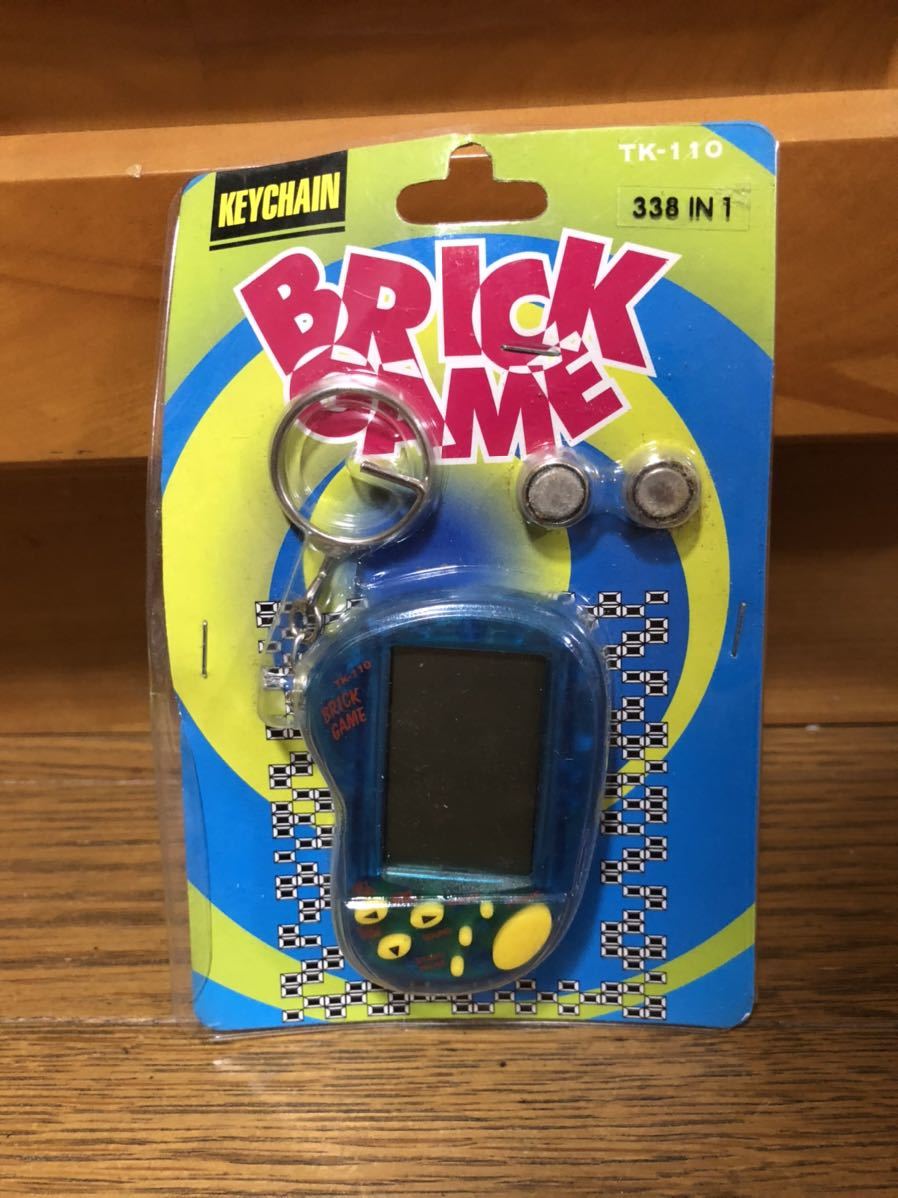 TK-110
KEYCHAIN
338 IN 1
BRICK
GAME
TK-110
BRICK
GAME